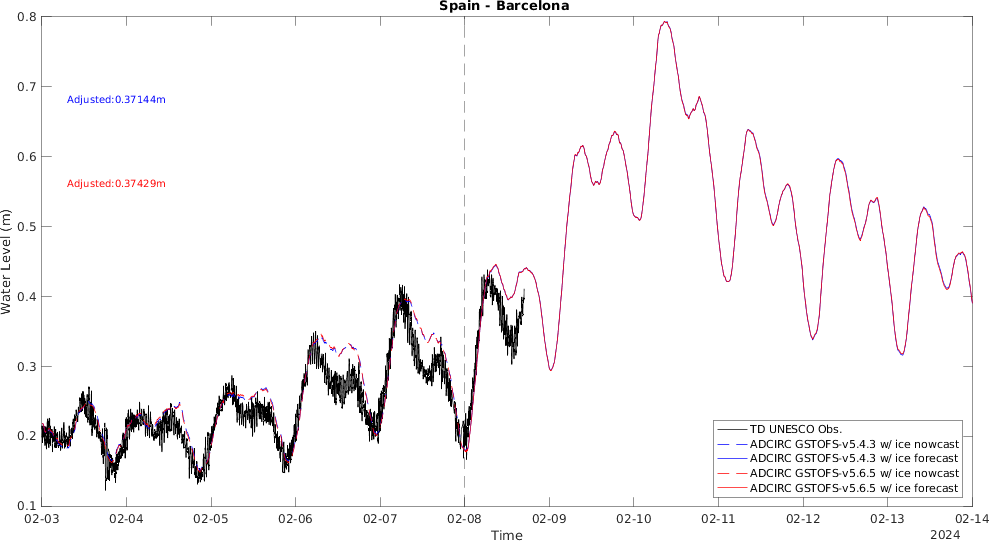 Spain - Barcelona
0.8
0.7
0.6
0.5
0.4
0.3
0.2
0.1
Water Level (m)
Adjusted:0.37144m
Adjusted:0.37429m
TD UNESCO Obs.
ADCIRC GSTOFS-v5.4.3 w/ ice nowcast
ADCIRC GSTOFS-v5.4.3 w/ ice forecast
ADCIRC GSTOFS-v5.6.5 w/ ice nowcast
ADCIRC GSTOFS-v5.6.5 w/ ice forecast
02-03 02-04 02-05 02-06 02-07 02-08 02-09 02-10 02-11 02-12 02-13 02-14
Time
2024